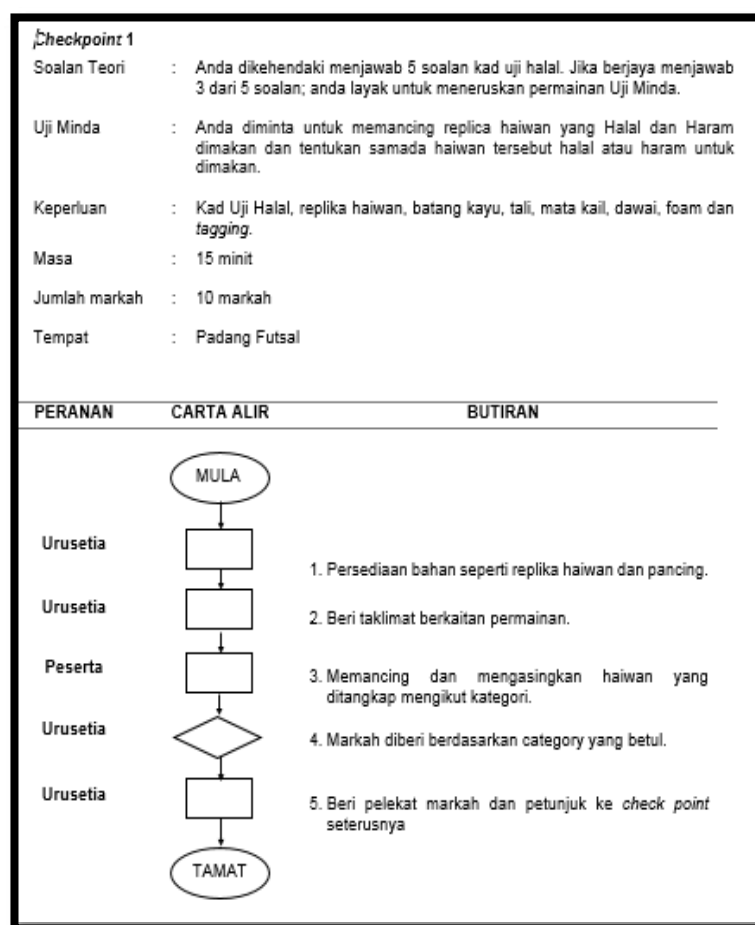 Checkpoint 1
Soalan Teori : Anda dikehendaki menjawab 5 soalan kad uji halal. Jika berjaya menjawab
3 dari 5 soalan; anda layak untuk meneruskan permainan Uji Minda.
Uji Minda : Anda diminta untuk memancing replica haiwan yang Halal dan Haram
dimakan dan tentukan samada haiwan tersebut halal atau haram untuk
dimakan.
Keperluan : Kad Uji Halal, replika haiwan, batang kayu, tali, mata kail, dawai, foam dan
tagging.
Masa : 15 minit
Jumlah markah : 10 markah
Tempat : Padang Futsal
PERANAN CARTA ALIR BUTIRAN
MULA
Urusetia
1. Persediaan bahan seperti replika haiwan dan pancing.
Urusetia
2. Beri taklimat berkaitan permainan.
Peserta
3. Memancing dan mengasingkan haiwan yang
ditangkap mengikut kategori.
Urusetia
4. Markah diberi berdasarkan category yang betul.
Urusetia
5. Beri pelekat markah dan petunjuk ke check point
seterusnya
TAMAT